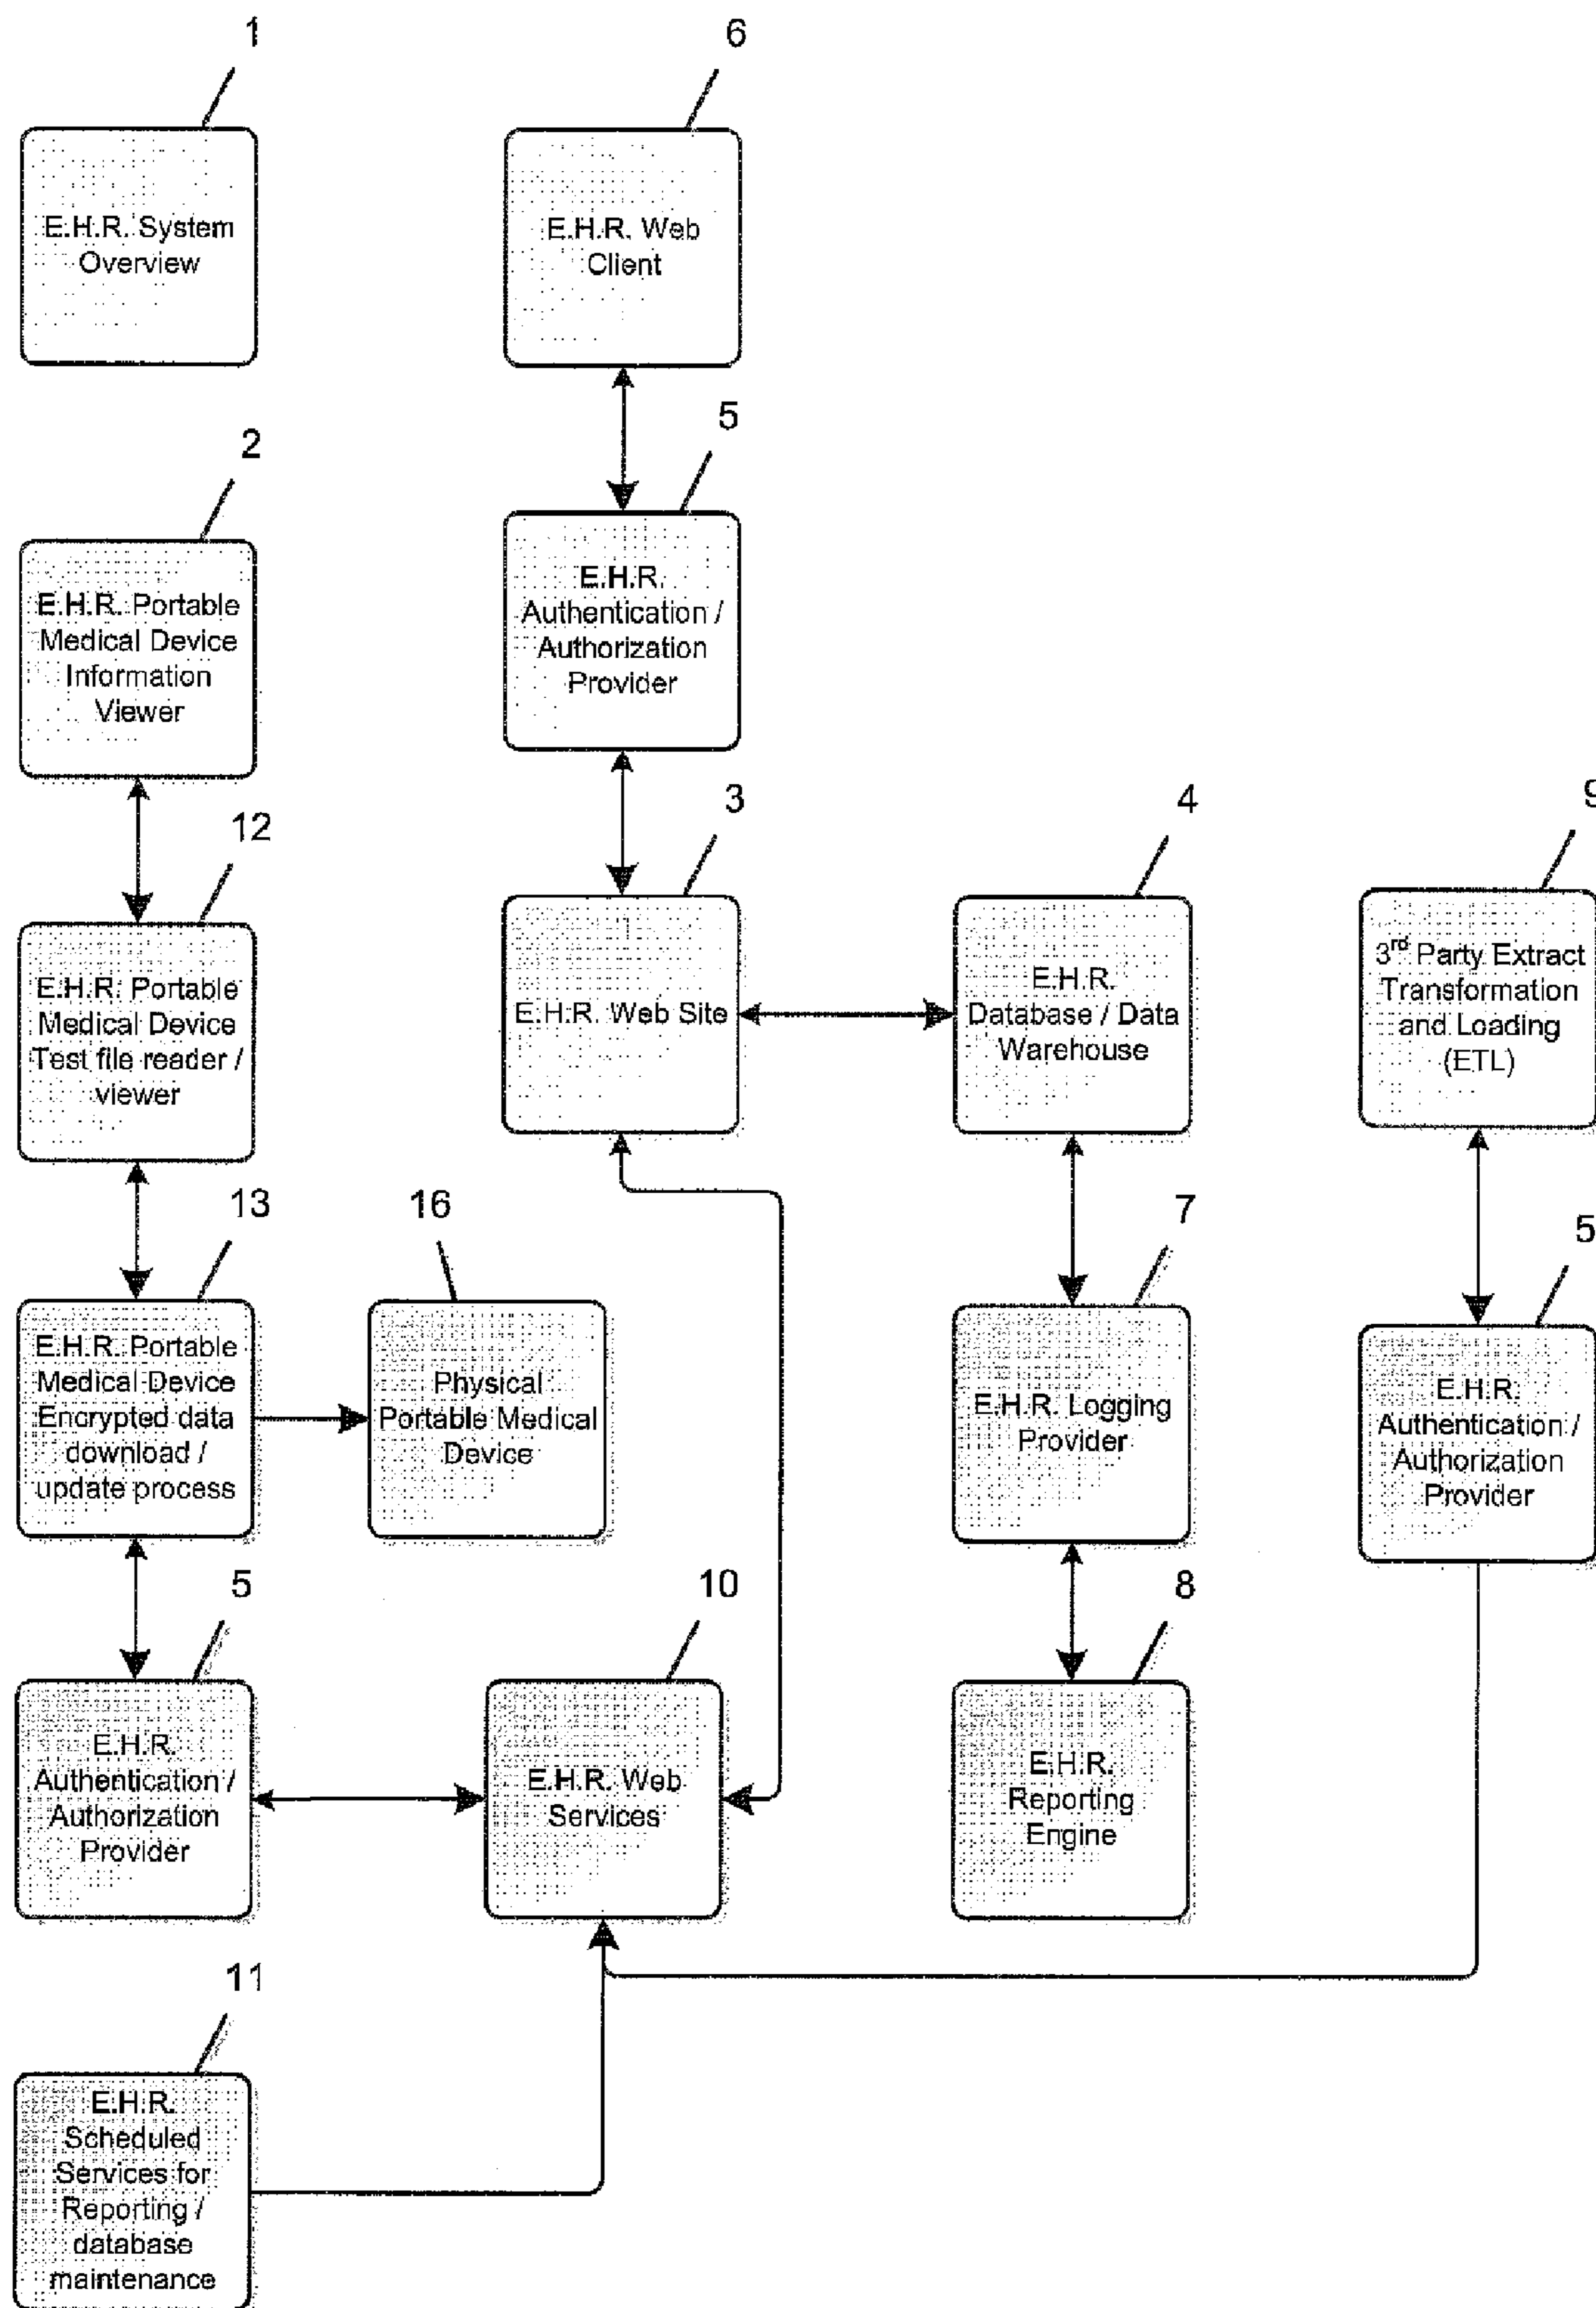 1
E.H.R. System
Overview
6
E.H.R. Web
Client
2
E.H.R. Portable
Medical Device
Information
Viewer
5
E.H.R.
Authentication /
Authorization
Provider
12
E.H.R. Portable
Medical Device
Test file reader /
viewer
3
E.H.R. Web Site
4
E.H.R.
Database / Data
Warehouse
9
3rd Party Extract
Transformation
and Loading
(ETL)
13
E.H.R. Portable
Medical Device
Encrypted data
download /
update process
16
Physical
Portable Medical
Device
7
E.H.R. Logging
Provider
5
E.H.R.
Authentication /
Authorization
Provider
5
E.H.R.
Authentication /
Authorization
Provider
10
E.H.R. Web
Services
8
E.H.R.
Reporting
Engine
11
E.H.R.
Scheduled
Services for
Reporting /
database
maintenance